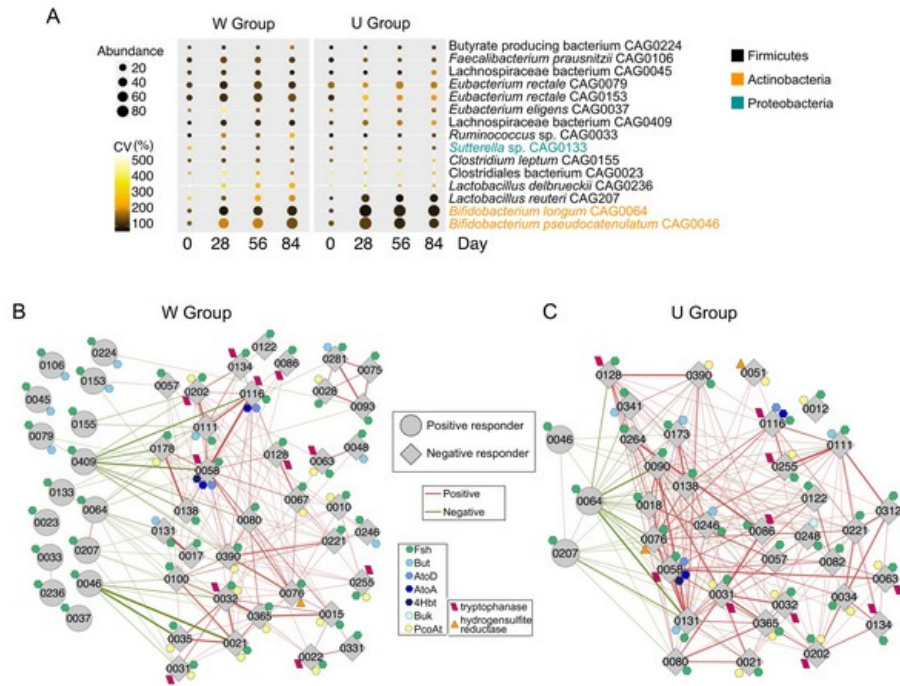 A
W Group
U Group
Abundance
20
40
60
80
CV (%)
500
400
300
200
100
Butyrate producing bacterium CAG0224
Faecalibacterium prausnitzii CAG0106
Lachnospiraceae bacterium CAG0045
Eubacterium rectale CAG0079
Eubacterium rectale CAG0153
Eubacterium eligens CAG0037
Lachnospiraceae bacterium CAG0409
Ruminococcus sp. CAG0033
Sutterella sp. CAG0133
Clostridium leptum CAG0155
Clostridiales bacterium CAG0023
Lactobacillus delbrueckii CAG0236
Lactobacillus reuteri CAG207
Bifidobacterium longum CAG0064
Bifidobacterium pseudocatenulatum CAG0046
0 28 56 84 0 28 56 84 Day
Firmicutes
Actinobacteria
Proteobacteria
B
W Group
0106
0224
0045
0153
0079
0155
0409
0133
0064
0023
0207
0033
0046
0236
0037
0057
0202
0134
0122
0086
0116
0281
0075
0028
0093
0111
0178
0058
0128
0063
0048
0138
0067
0010
0131
0080
0221
0246
0017
0390
0100
0255
0032
0076
0365
0015
0035
0021
0031
0022
0331
Positive responder
Negative responder
Positive
Negative
Fsh
But
AtoD
AtoA
4Hbt
Buk
PcoAt
tryptophanase
hydrogensulfite
reductase
C
U Group
0128
0390
0051
0341
0012
0116
0046
0264
0173
0111
0090
0255
0064
0138
0018
0122
0312
0207
0076
0246
0086
0248
0221
0058
0057
0082
0063
0031
0032
0034
0131
0365
0134
0202
0080
0021